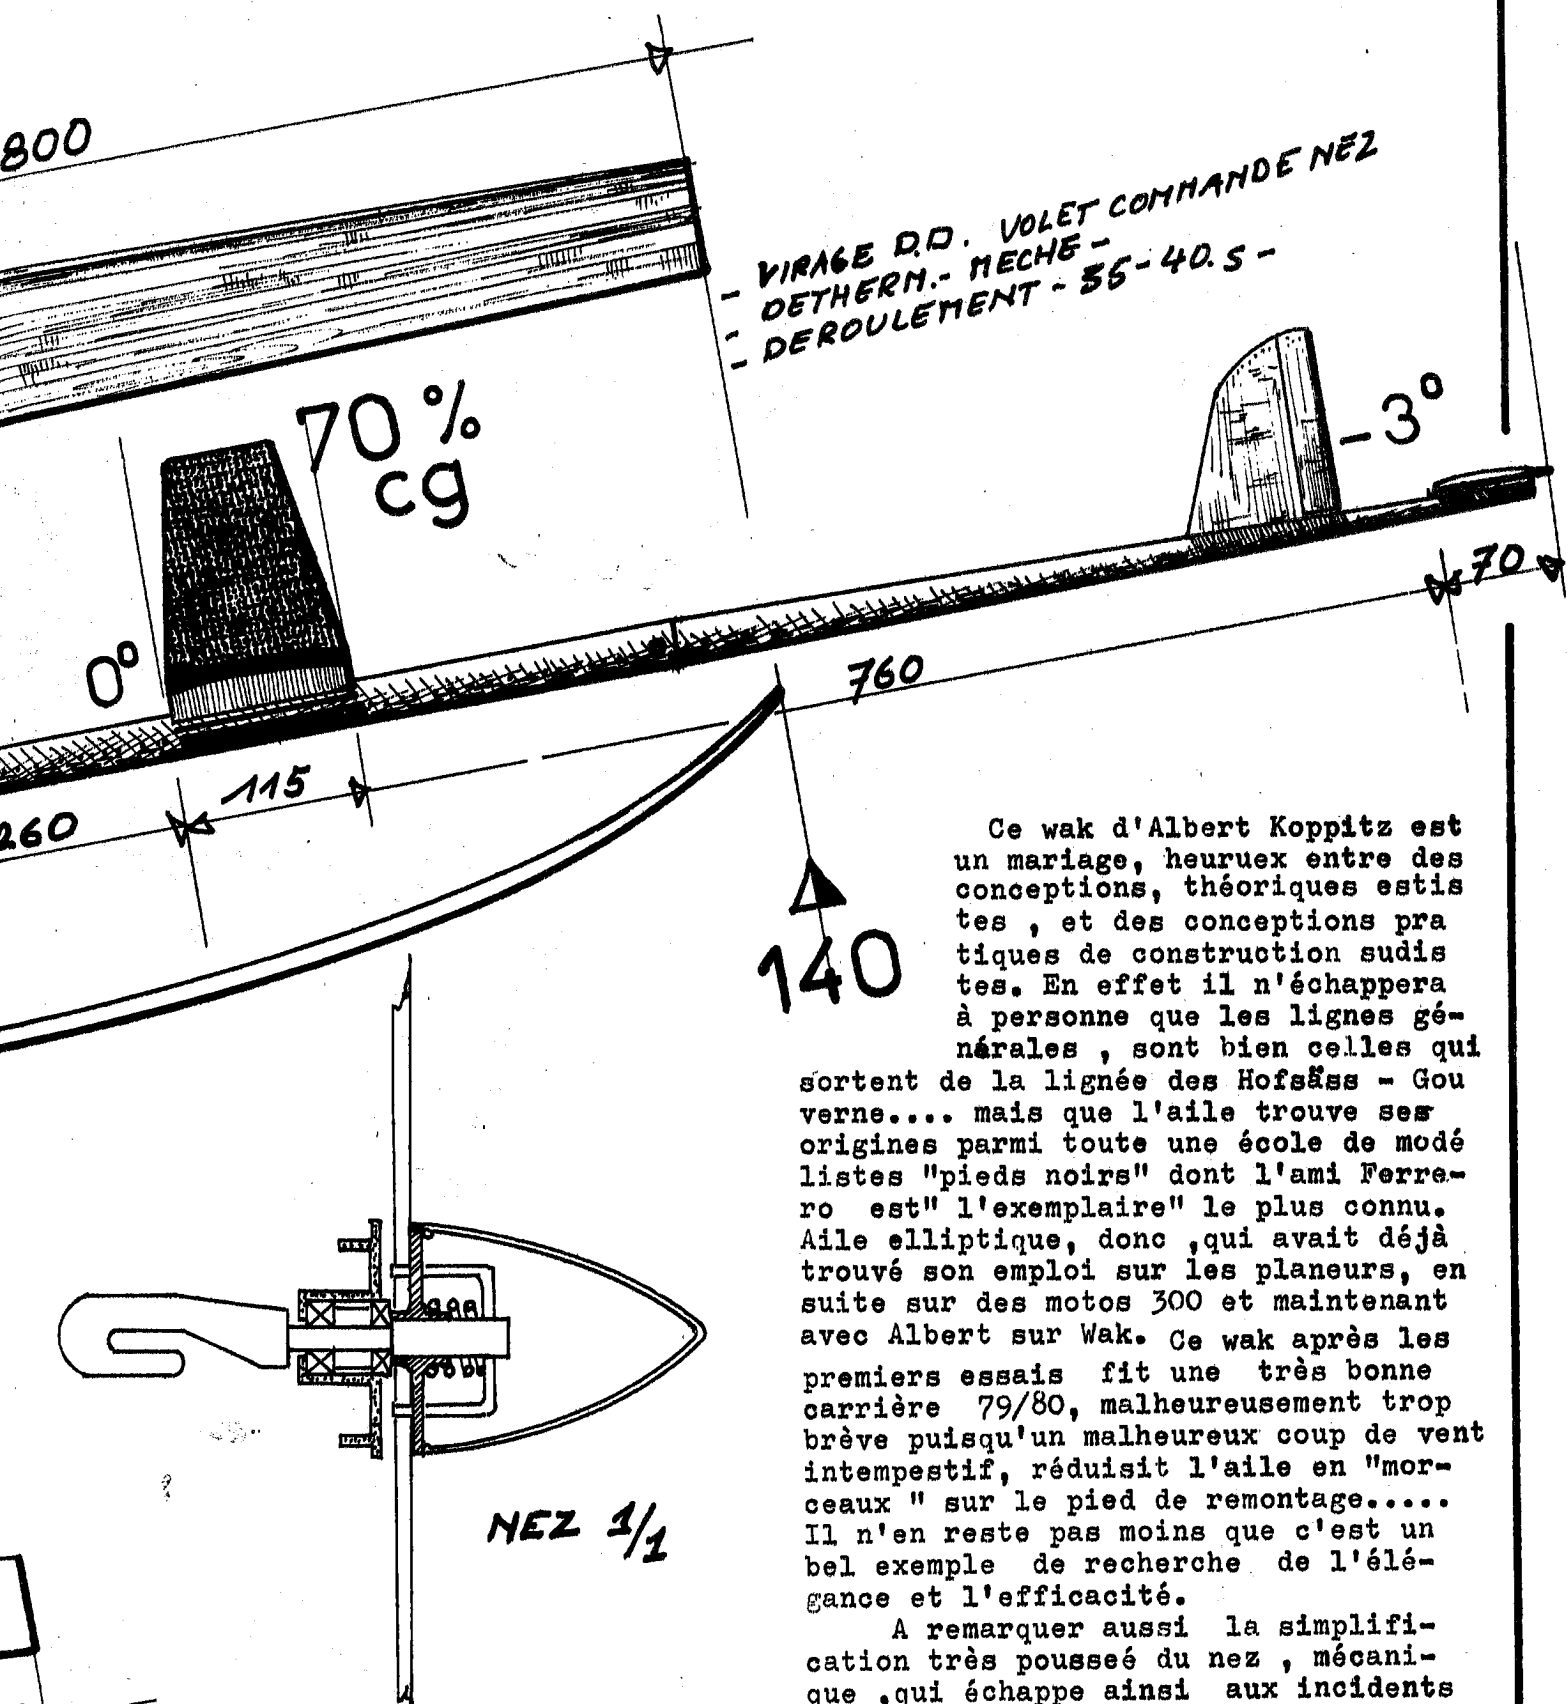 800
- VIRAGE D.D. VOLET COMMANDE NEZ
- DETHERM.- MECHE -
- DEROULEMENT - 35-40.S -
70 %
cg
-3°
70
0°
760
115
260
140
Ce wak d'Albert Koppitz est
un mariage, heuruex entre des
conceptions, théoriques estis
tes , et des conceptions pra
tiques de construction sudis
tes. En effet il n'échappera
à personne que les lignes gé-
nérales , sont bien celles qui
sortent de la lignée des Hofsäss - Gou
verne.... mais que l'aile trouve ses
origines parmi toute une école de modé
listes "pieds noirs" dont l'ami Ferre-
ro est" l'exemplaire" le plus connu.
Aile elliptique, donc ,qui avait déjà
trouvé son emploi sur les planeurs, en
suite sur des motos 300 et maintenant
avec Albert sur Wak. Ce wak après les
premiers essais fit une très bonne
carrière 79/80, malheureusement trop
brève puisqu'un malheureux coup de vent
intempestif, réduisit l'aile en "mor-
ceaux " sur le pied de remontage.....
Il n'en reste pas moins que c'est un
bel exemple de recherche de l'élé-
gance et l'efficacité.
A remarquer aussi la simplifi-
cation très pousseé du nez , mécani-
que ,qui échappe ainsi aux incidents
NEZ 1/1